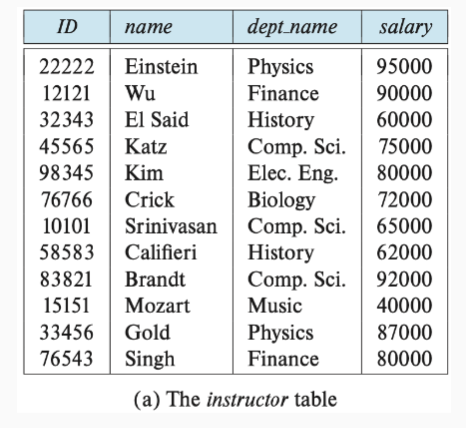 ID name dept_name salary
22222 Einstein Physics 95000
12121 Wu Finance 90000
32343 El Said History 60000
45565 Katz Comp. Sci. 75000
98345 Kim Elec. Eng. 80000
76766 Crick Biology 72000
10101 Srinivasan Comp. Sci. 65000
58583 Califieri History 62000
83821 Brandt Comp. Sci. 92000
15151 Mozart Music 40000
33456 Gold Physics 87000
76543 Singh Finance 80000
(a) The instructor table